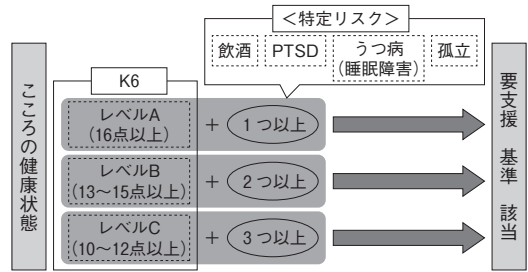 ＜特定リスク＞
飲酒
PTSD
うつ病
（睡眠障害）
孤立
K6
こころの健康状態
レベルA
（16点以上）
＋
1つ以上
レベルB
（13～15点以上）
＋
2つ以上
レベルC
（10～12点以上）
＋
3つ以上
要支援 基準 該当